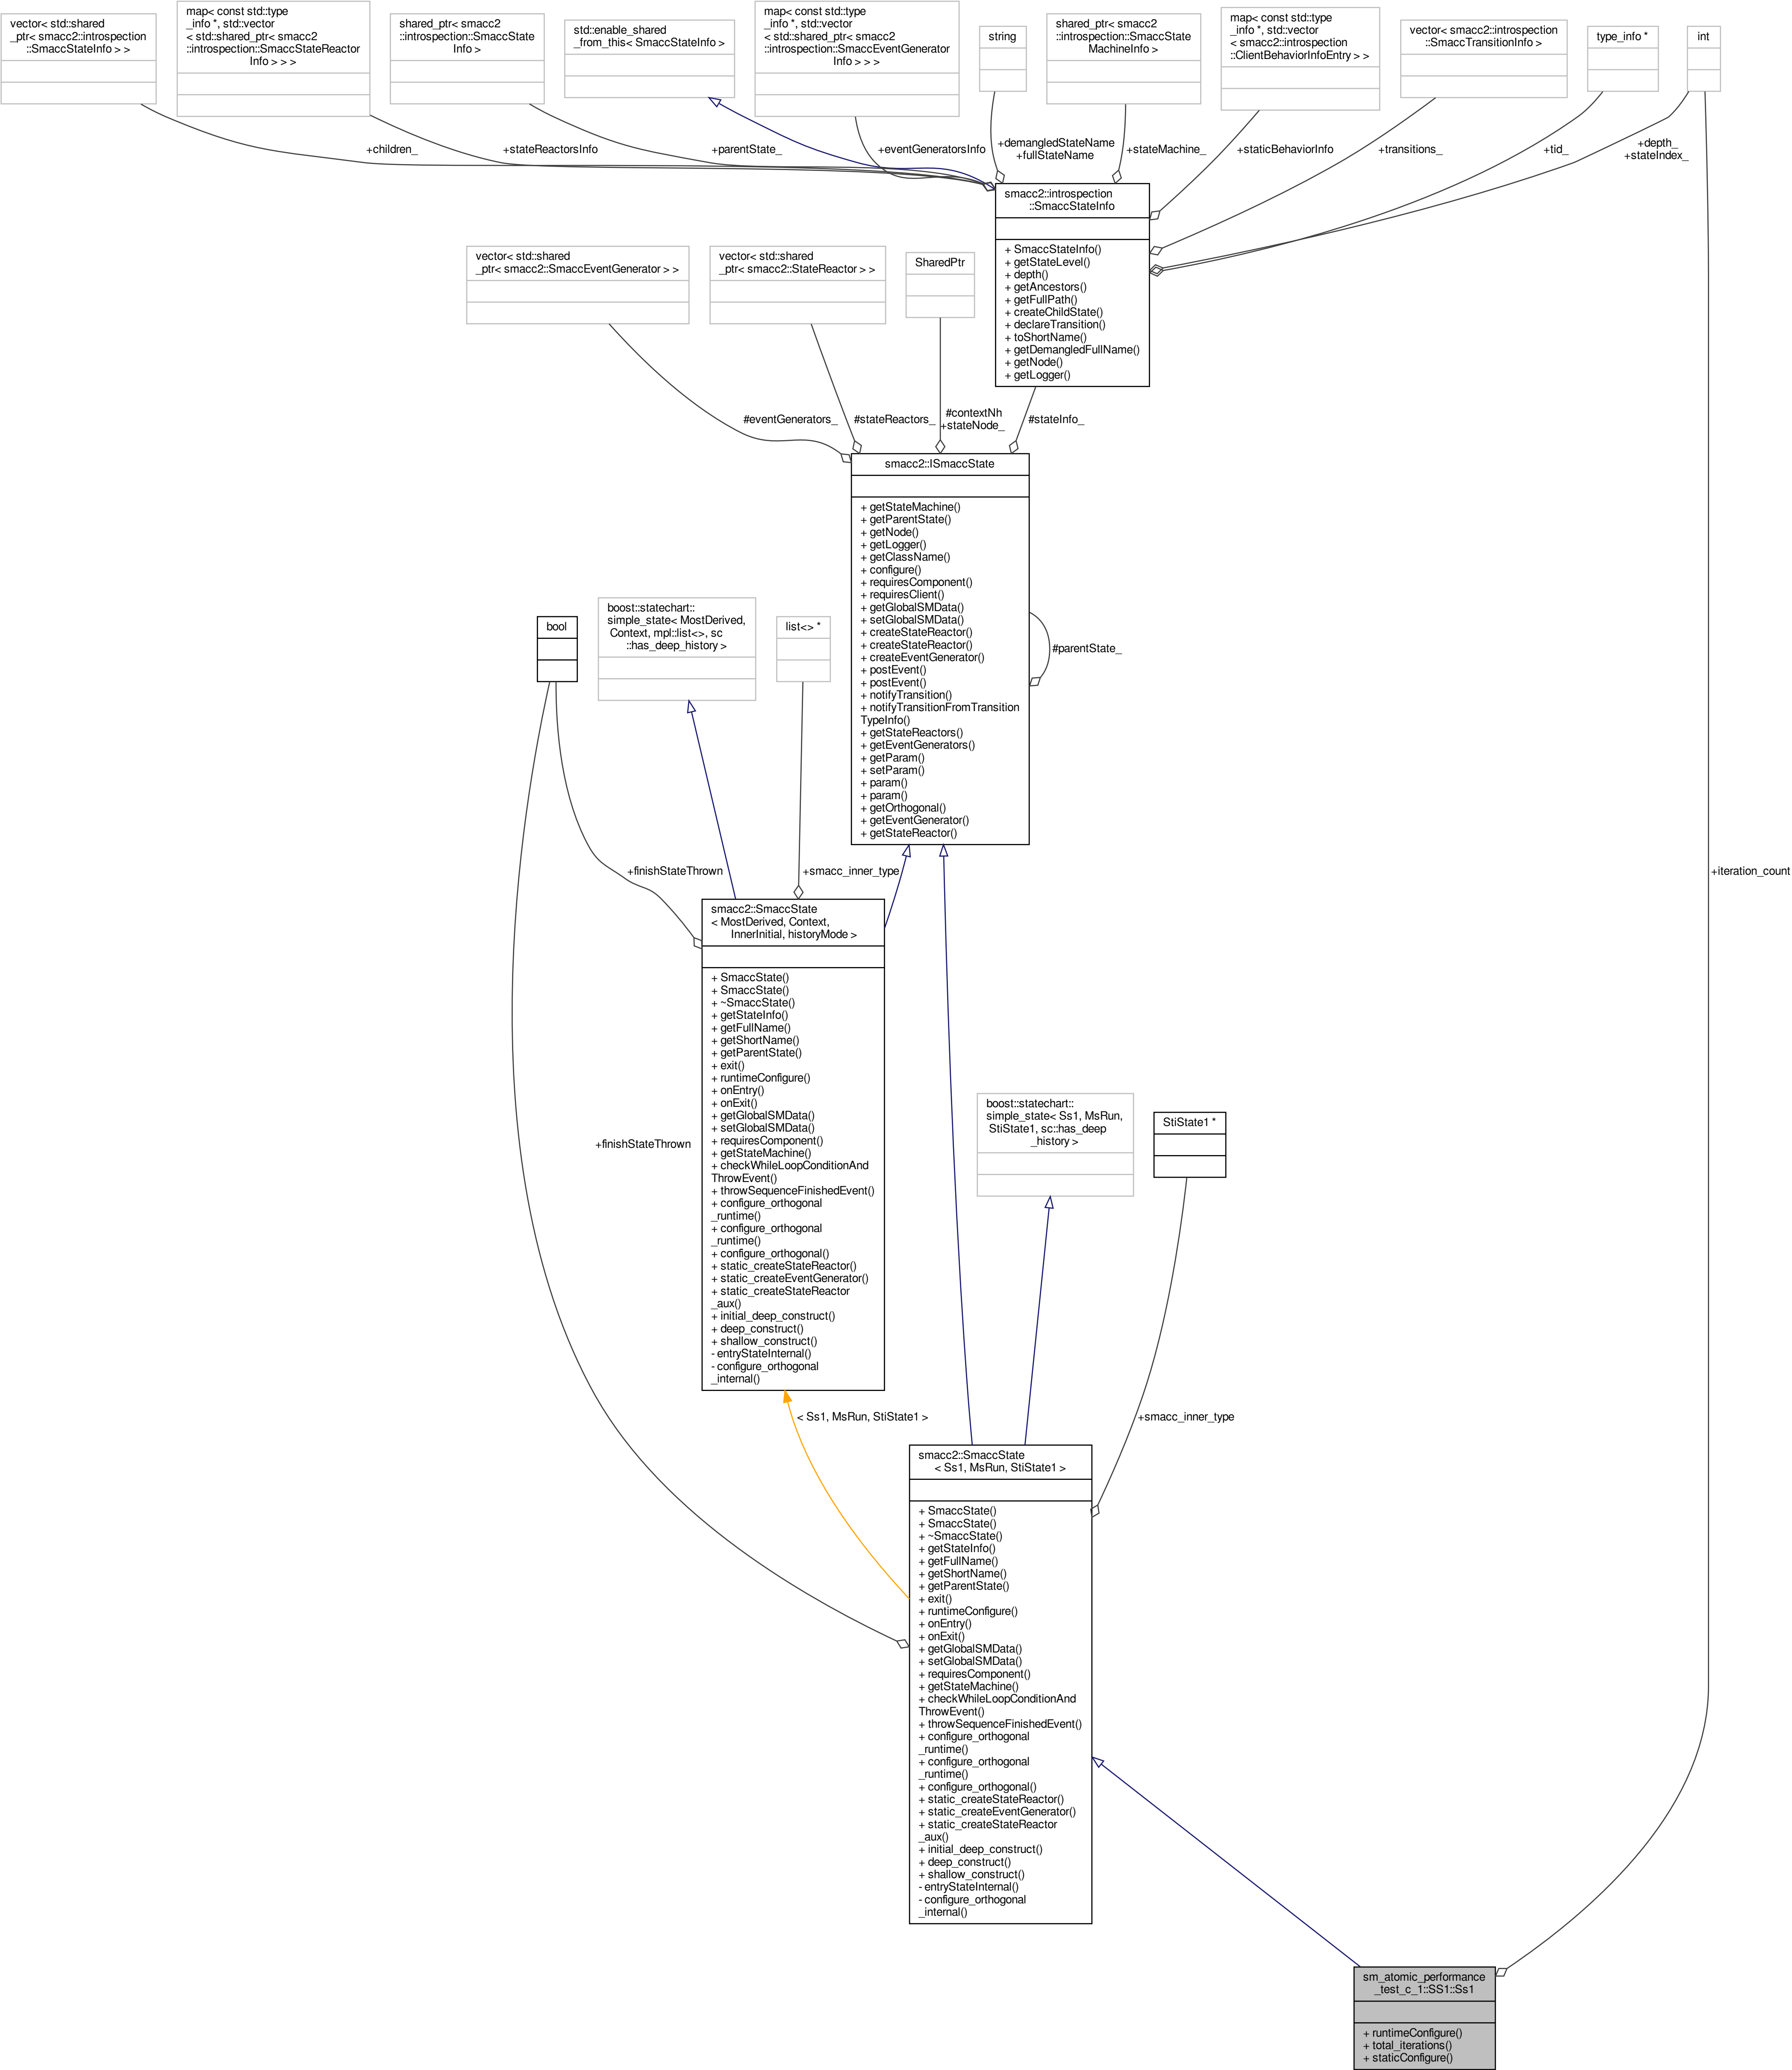 vector< std::shared
_ptr< smacc2::introspection
::SmaccStateInfo > >
map< const std::type
_info *, std::vector
< std::shared_ptr< smacc2
::introspection::SmaccStateReactor
Info > > >
shared_ptr< smacc2
::introspection::SmaccState
Info >
std::enable_shared
_from_this< SmaccStateInfo >
map< const std::type
_info *, std::vector
< std::shared_ptr< smacc2
::introspection::SmaccEventGenerator
Info > > >
string
shared_ptr< smacc2
::introspection::SmaccState
MachineInfo >
map< const std::type
_info *, std::vector
< smacc2::introspection
::ClientBehaviorInfoEntry > >
vector< smacc2::introspection
::SmaccTransitionInfo >
type_info *
int
+children_
+stateReactorsInfo
+parentState_
+eventGeneratorsInfo
+demangledStateName
+fullStateName
+stateMachine_
+staticBehaviorInfo
+transitions_
+tid_
+depth_
+stateIndex_
smacc2::introspection
::SmaccStateInfo
+ SmaccStateInfo()
+ getStateLevel()
+ depth()
+ getAncestors()
+ getFullPath()
+ createChildState()
+ declareTransition()
+ toShortName()
+ getDemangledFullName()
+ getNode()
+ getLogger()
vector< std::shared
_ptr< smacc2::SmaccEventGenerator > >
vector< std::shared
_ptr< smacc2::StateReactor > >
SharedPtr
#eventGenerators_
#stateReactors_
#contextNh
+stateNode_
#stateInfo_
smacc2::ISmaccState
+ getStateMachine()
+ getParentState()
+ getNode()
+ getLogger()
+ getClassName()
+ configure()
+ requiresComponent()
+ requiresClient()
+ getGlobalSMData()
+ setGlobalSMData()
+ createStateReactor()
+ createStateReactor()
+ createEventGenerator()
+ postEvent()
+ postEvent()
+ notifyTransition()
+ notifyTransitionFromTransition
TypeInfo()
+ getStateReactors()
+ getEventGenerators()
+ getParam()
+ setParam()
+ param()
+ param()
+ getOrthogonal()
+ getEventGenerator()
+ getStateReactor()
#parentState_
bool
boost::statechart::
simple_state< MostDerived,
Context, mpl::list<>, sc
::has_deep_history >
list<> *
+finishStateThrown
+smacc_inner_type
+iteration_count
smacc2::SmaccState
< MostDerived, Context,
InnerInitial, historyMode >
+ SmaccState()
+ SmaccState()
+ ~SmaccState()
+ getStateInfo()
+ getFullName()
+ getShortName()
+ getParentState()
+ exit()
+ runtimeConfigure()
+ onEntry()
+ onExit()
+ getGlobalSMData()
+ setGlobalSMData()
+ requiresComponent()
+ getStateMachine()
+ checkWhileLoopConditionAnd
ThrowEvent()
+ throwSequenceFinishedEvent()
+ configure_orthogonal
_runtime()
+ configure_orthogonal
_runtime()
+ configure_orthogonal()
+ static_createStateReactor()
+ static_createEventGenerator()
+ static_createStateReactor
_aux()
+ initial_deep_construct()
+ deep_construct()
+ shallow_construct()
- entryStateInternal()
- configure_orthogonal
_internal()
+finishStateThrown
boost::statechart::
simple_state< Ss1, MsRun,
StiState1, sc::has_deep
_history >
StiState1 *
< Ss1, MsRun, StiState1 >
+smacc_inner_type
smacc2::SmaccState
< Ss1, MsRun, StiState1 >
+ SmaccState()
+ SmaccState()
+ ~SmaccState()
+ getStateInfo()
+ getFullName()
+ getShortName()
+ getParentState()
+ exit()
+ runtimeConfigure()
+ onEntry()
+ onExit()
+ getGlobalSMData()
+ setGlobalSMData()
+ requiresComponent()
+ getStateMachine()
+ checkWhileLoopConditionAnd
ThrowEvent()
+ throwSequenceFinishedEvent()
+ configure_orthogonal
_runtime()
+ configure_orthogonal
_runtime()
+ configure_orthogonal()
+ static_createStateReactor()
+ static_createEventGenerator()
+ static_createStateReactor
_aux()
+ initial_deep_construct()
+ deep_construct()
+ shallow_construct()
- entryStateInternal()
- configure_orthogonal
_internal()
sm_atomic_performance
_test_c_1::SS1::Ss1
+ runtimeConfigure()
+ total_iterations()
+ staticConfigure()